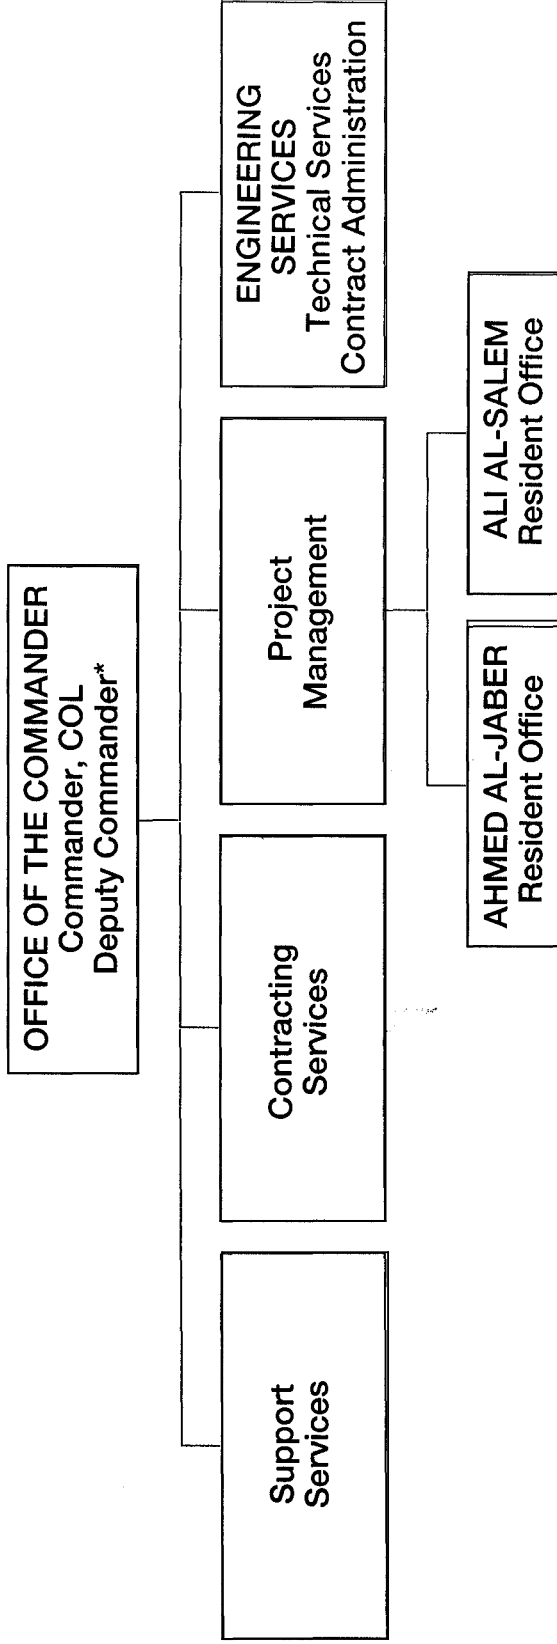 OFFICE OF THE COMMANDER
Commander, COL
Deputy Commander*
Support
Services
Contracting
Services
Project
Management
ENGINEERING
SERVICES
Technical Services
Contract Administration
AHMED AL-JABER
Resident Office
ALI AL-SALEM
Resident Office